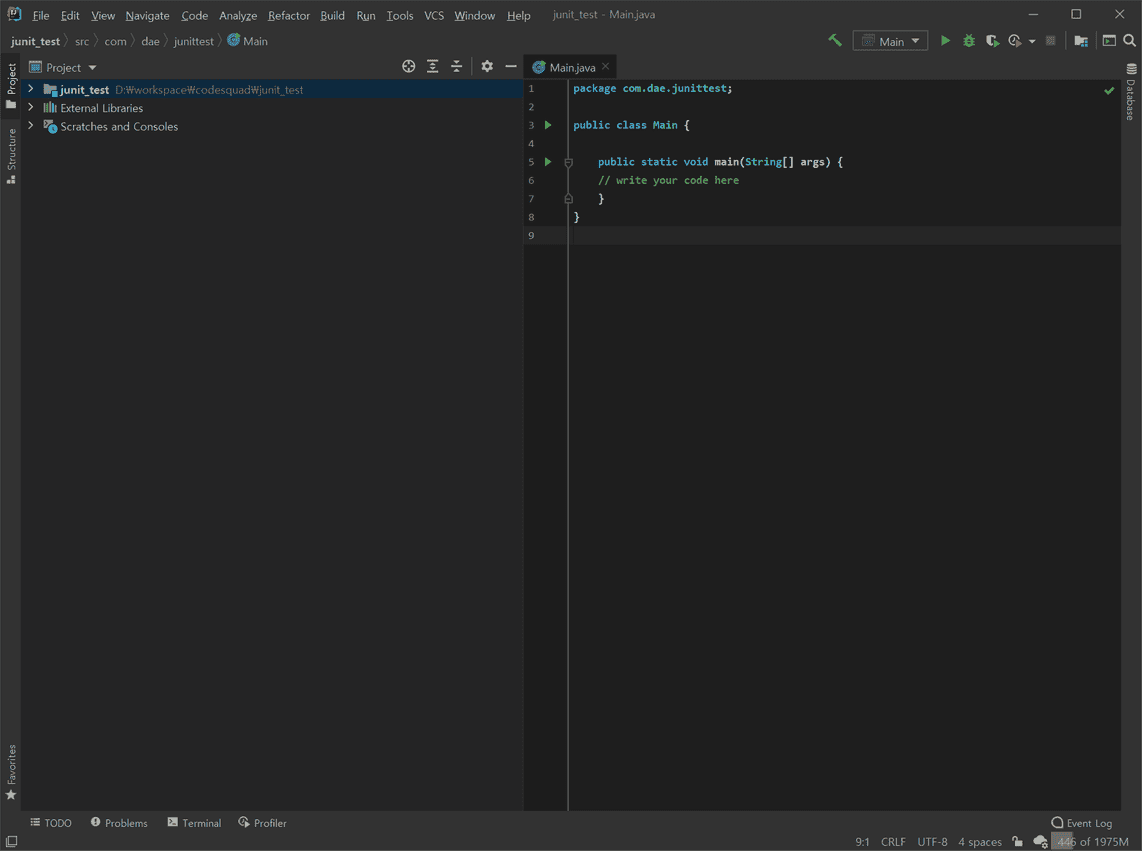 File Edit View Navigate Code Analyze Refactor Build Run Tools VCS Window Help junit_test - Main.java
junit_test src com dae junittest Main
Main
Project
Project
Main.java
junit_test D:₩workspace₩codesquad₩junit_test
External Libraries
Scratches and Consoles
Structure
1 package com.dae.junittest;
2
3 public class Main {
4
5 public static void main(String[] args) {
6 // write your code here
7 }
8 }
9
Database
Favorites
TODO Problems Terminal Profiler Event Log
9:1 CRLF UTF-8 4 spaces 446 of 1975M